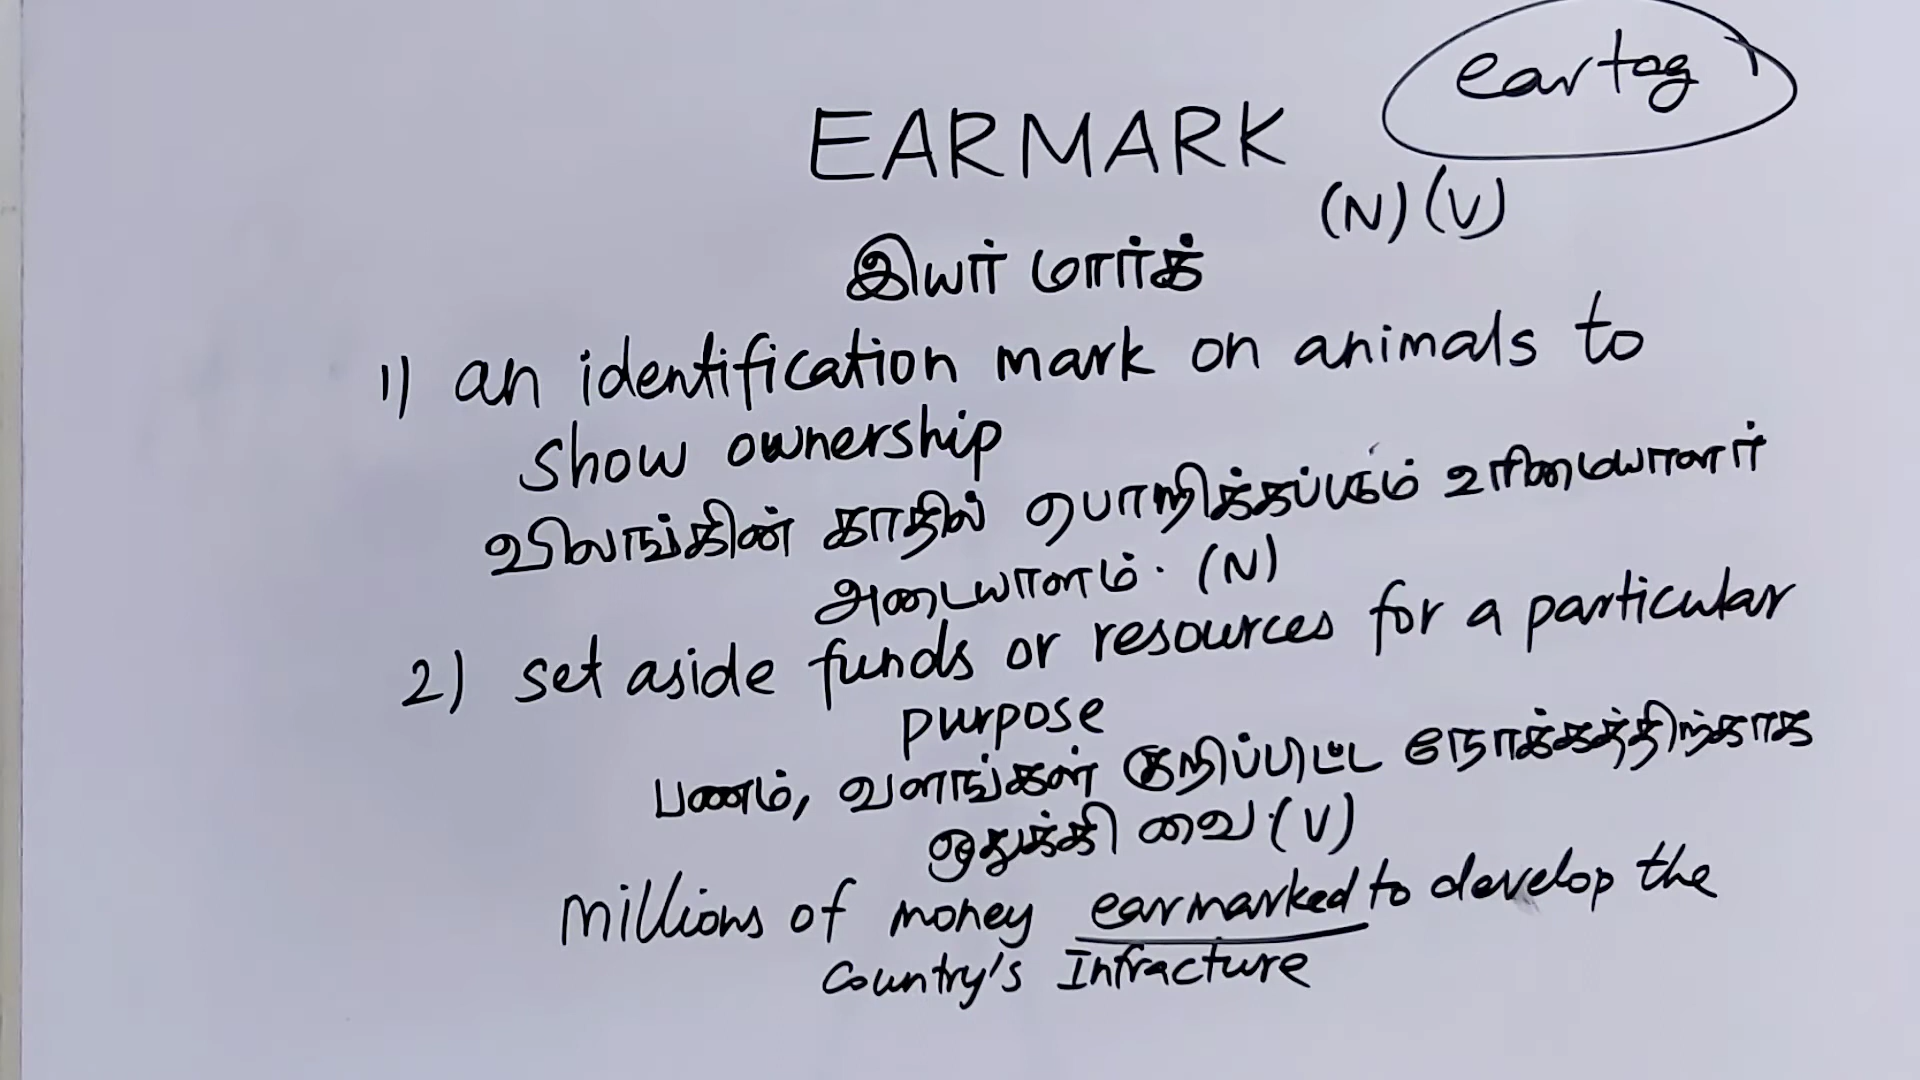 eartag
EARMARK
(N) (V)
இயர் மார்க்
1) an identification mark on animals to
show ownership
விலங்கின் காதில் பொறிக்கப்படும் உரிமையாளர்
அடையாளம். (N)
2) set aside funds or resources for a particular
purpose
பணம், வளங்கள் குறிப்பிட்ட நோக்கத்திற்காக
ஒதுக்கி வை. (V)
Millions of money earmarked to develop the
Country's Infracture